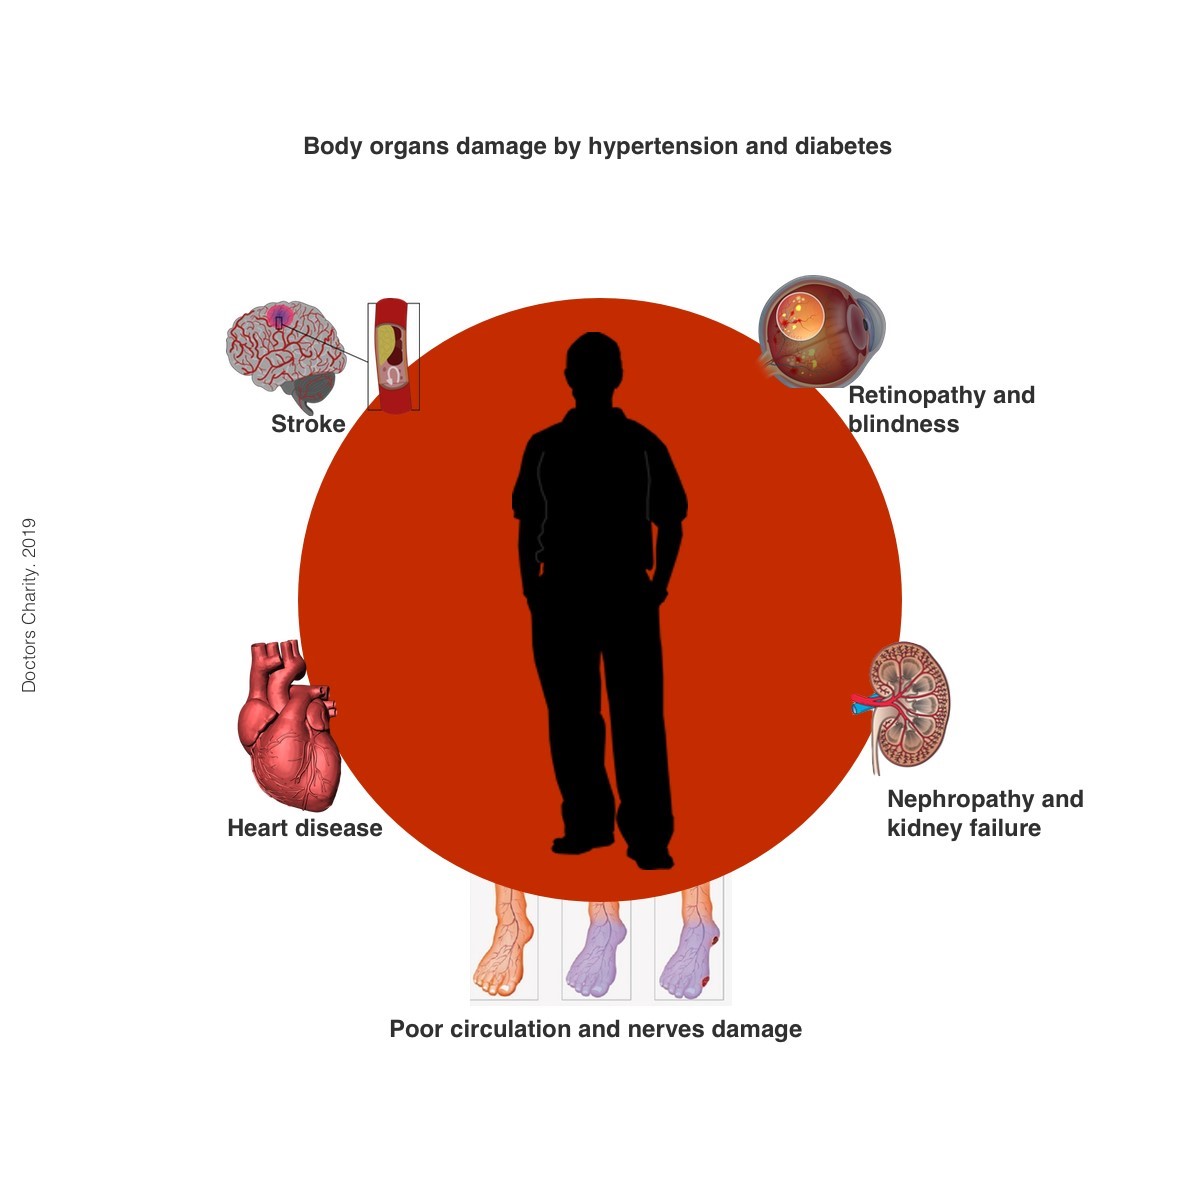 Body organs damage by hypertension and diabetes
Stroke
Retinopathy and
blindness
Doctors Charity. 2019
Heart disease
Nephropathy and
kidney failure
Poor circulation and nerves damage